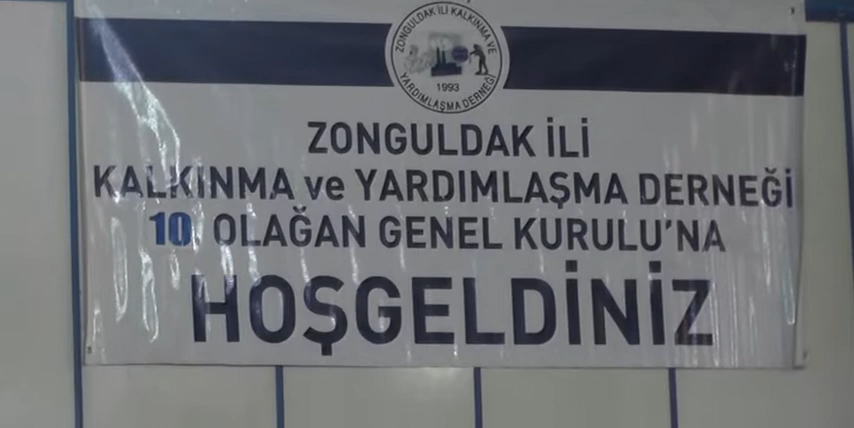 ZONGULDAK İLİ KALKINMA VE
YARDIMLAŞMA DERNEĞİ
1993
ZONGULDAK İLİ
KALKINMA ve YARDIMLAŞMA DERNEĞİ
10 OLAĞAN GENEL KURULU'NA
HOŞGELDİNİZ